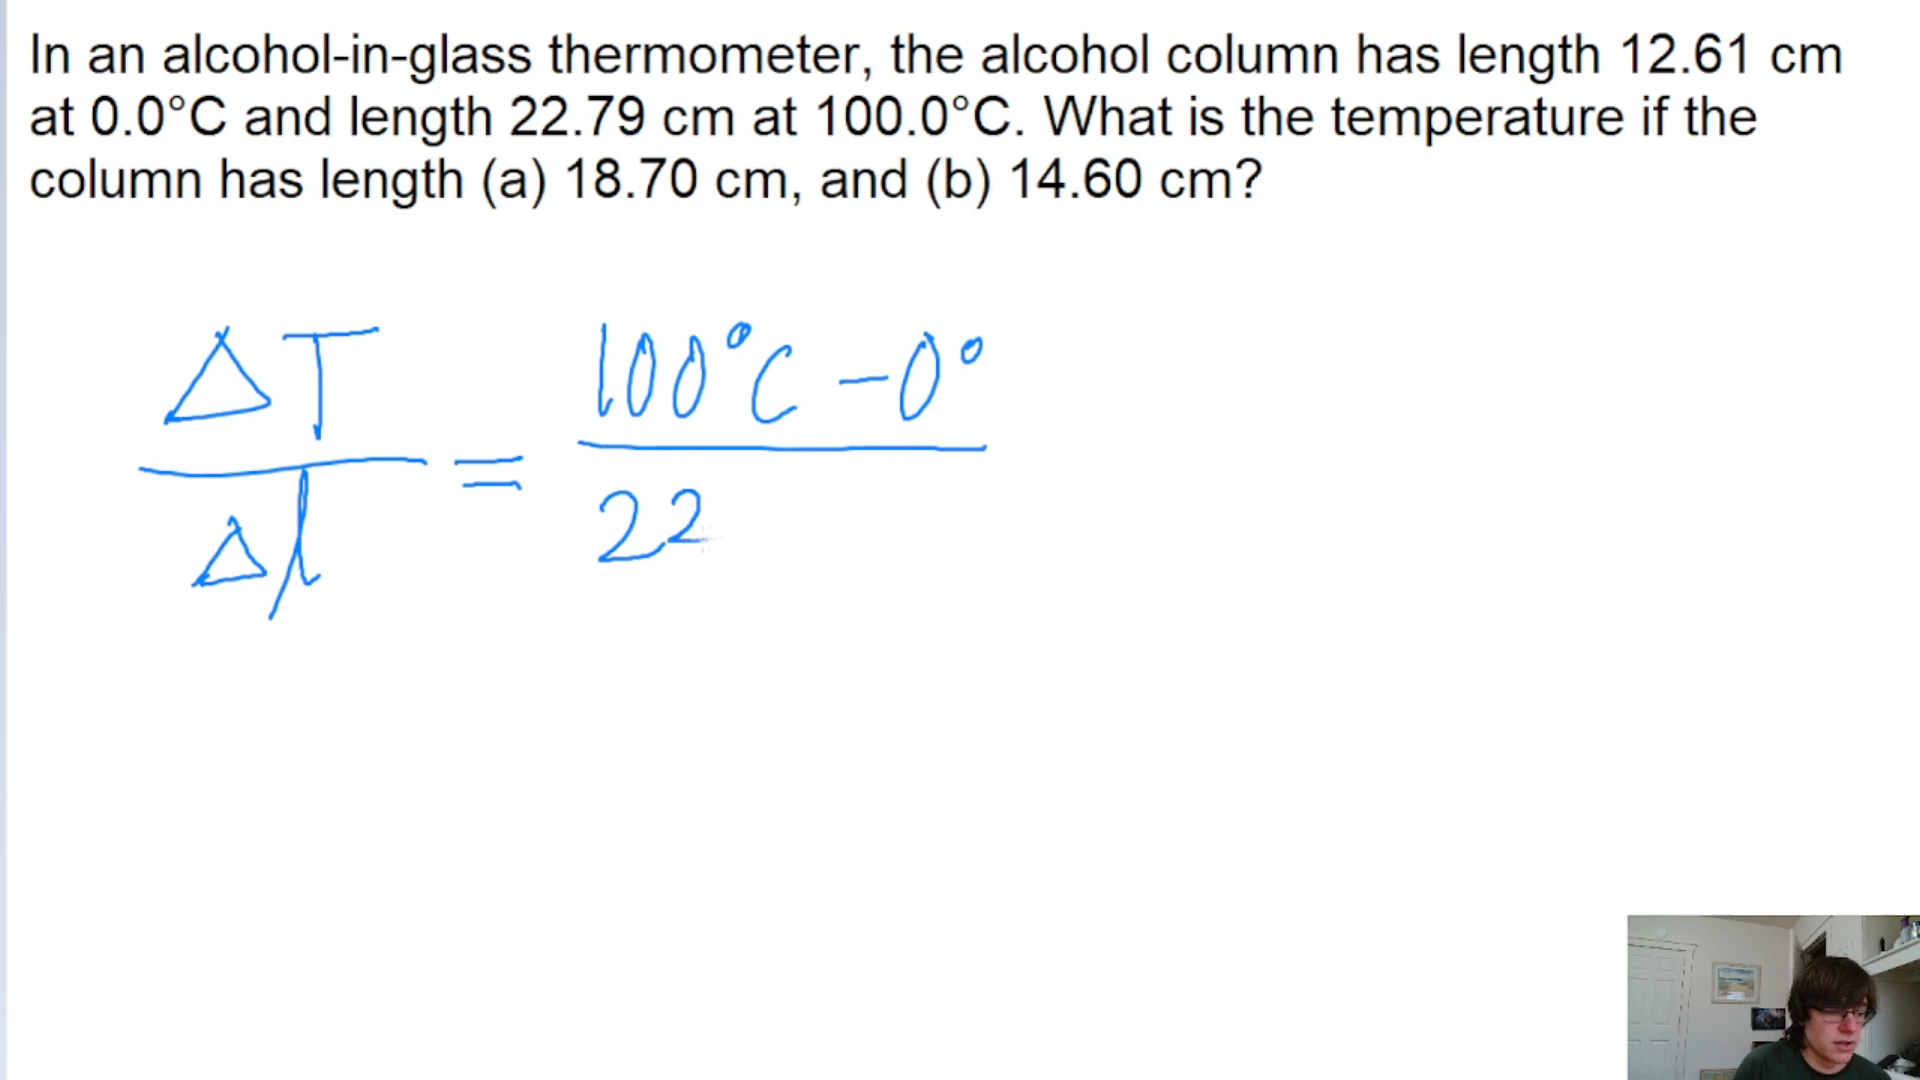 In an alcohol-in-glass thermometer, the alcohol column has length 12.61 cm
at 0.0°C and length 22.79 cm at 100.0°C. What is the temperature if the
column has length (a) 18.70 cm, and (b) 14.60 cm?
ΔT
Δl
=
100°C - 0°
22